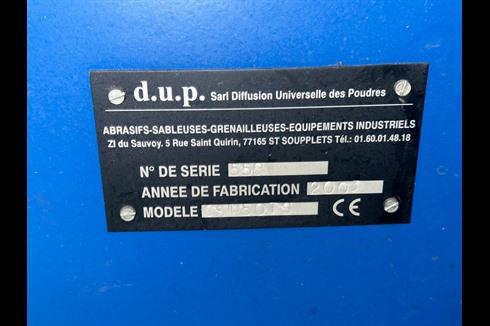 d.u.p. Sarl Diffusion Universelle des Poudres
ABRASIFS-SABLEUSES-GRENAILLEUSES-EQUIPEMENTS INDUSTRIELS
ZI du Sauvoy. 5 Rue Saint Quirin, 77165 ST SOUPPLETS Tél.: 01.60.01.48.18
N° DE SERIE
ANNEE DE FABRICATION
MODELE CE